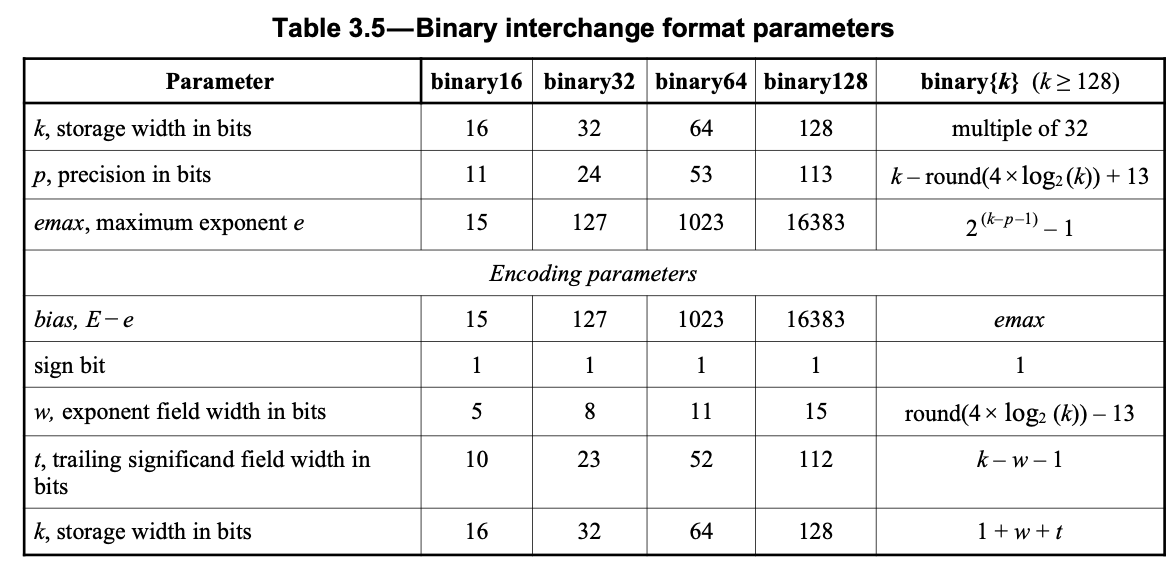 Table 3.5—Binary interchange format parameters
Parameter binary16 binary32 binary64 binary128 binary{k} (k ≥ 128)
k, storage width in bits 16 32 64 128 multiple of 32
p, precision in bits 11 24 53 113 k – round(4 × log₂ (k)) + 13
emax, maximum exponent e 15 127 1023 16383 2^(k–p–1) – 1
Encoding parameters
bias, E − e 15 127 1023 16383 emax
sign bit 1 1 1 1 1
w, exponent field width in bits 5 8 11 15 round(4 × log₂ (k)) – 13
t, trailing significand field width in 10 23 52 112 k – w – 1
bits
k, storage width in bits 16 32 64 128 1 + w + t